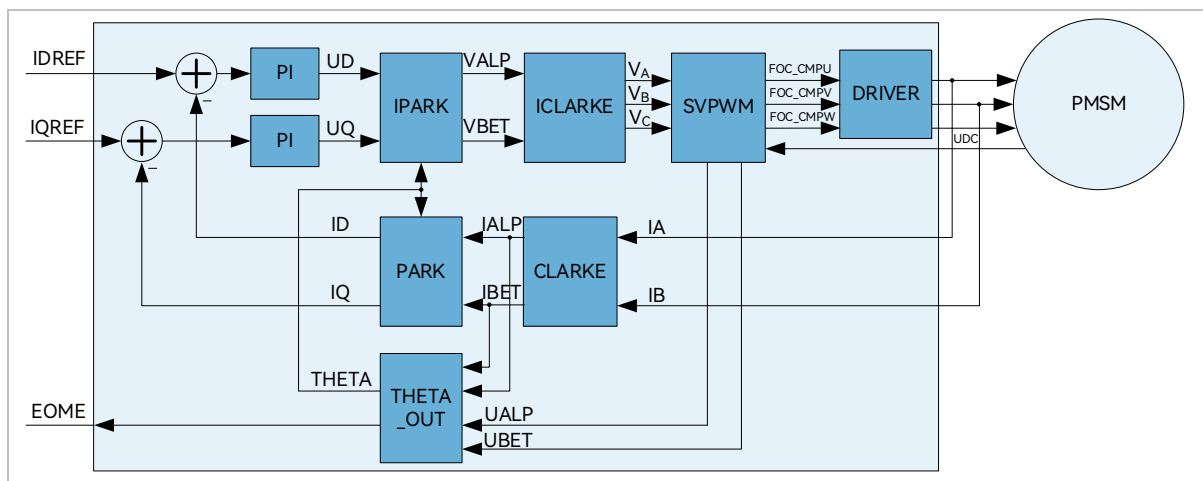 IDREF
PI
UD
IPARK
VALP
ICLARKE
VA
VB
VC
SVPWM
FOC_CMPU
FOC_CMPV
FOC_CMPW
DRIVER
PMSM
IQREF
PI
UQ
VBET
UDC
ID
PARK
IALP
CLARKE
IA
IQ
IBET
IB
THETA
THETA
_OUT
EOME
UALP
UBET